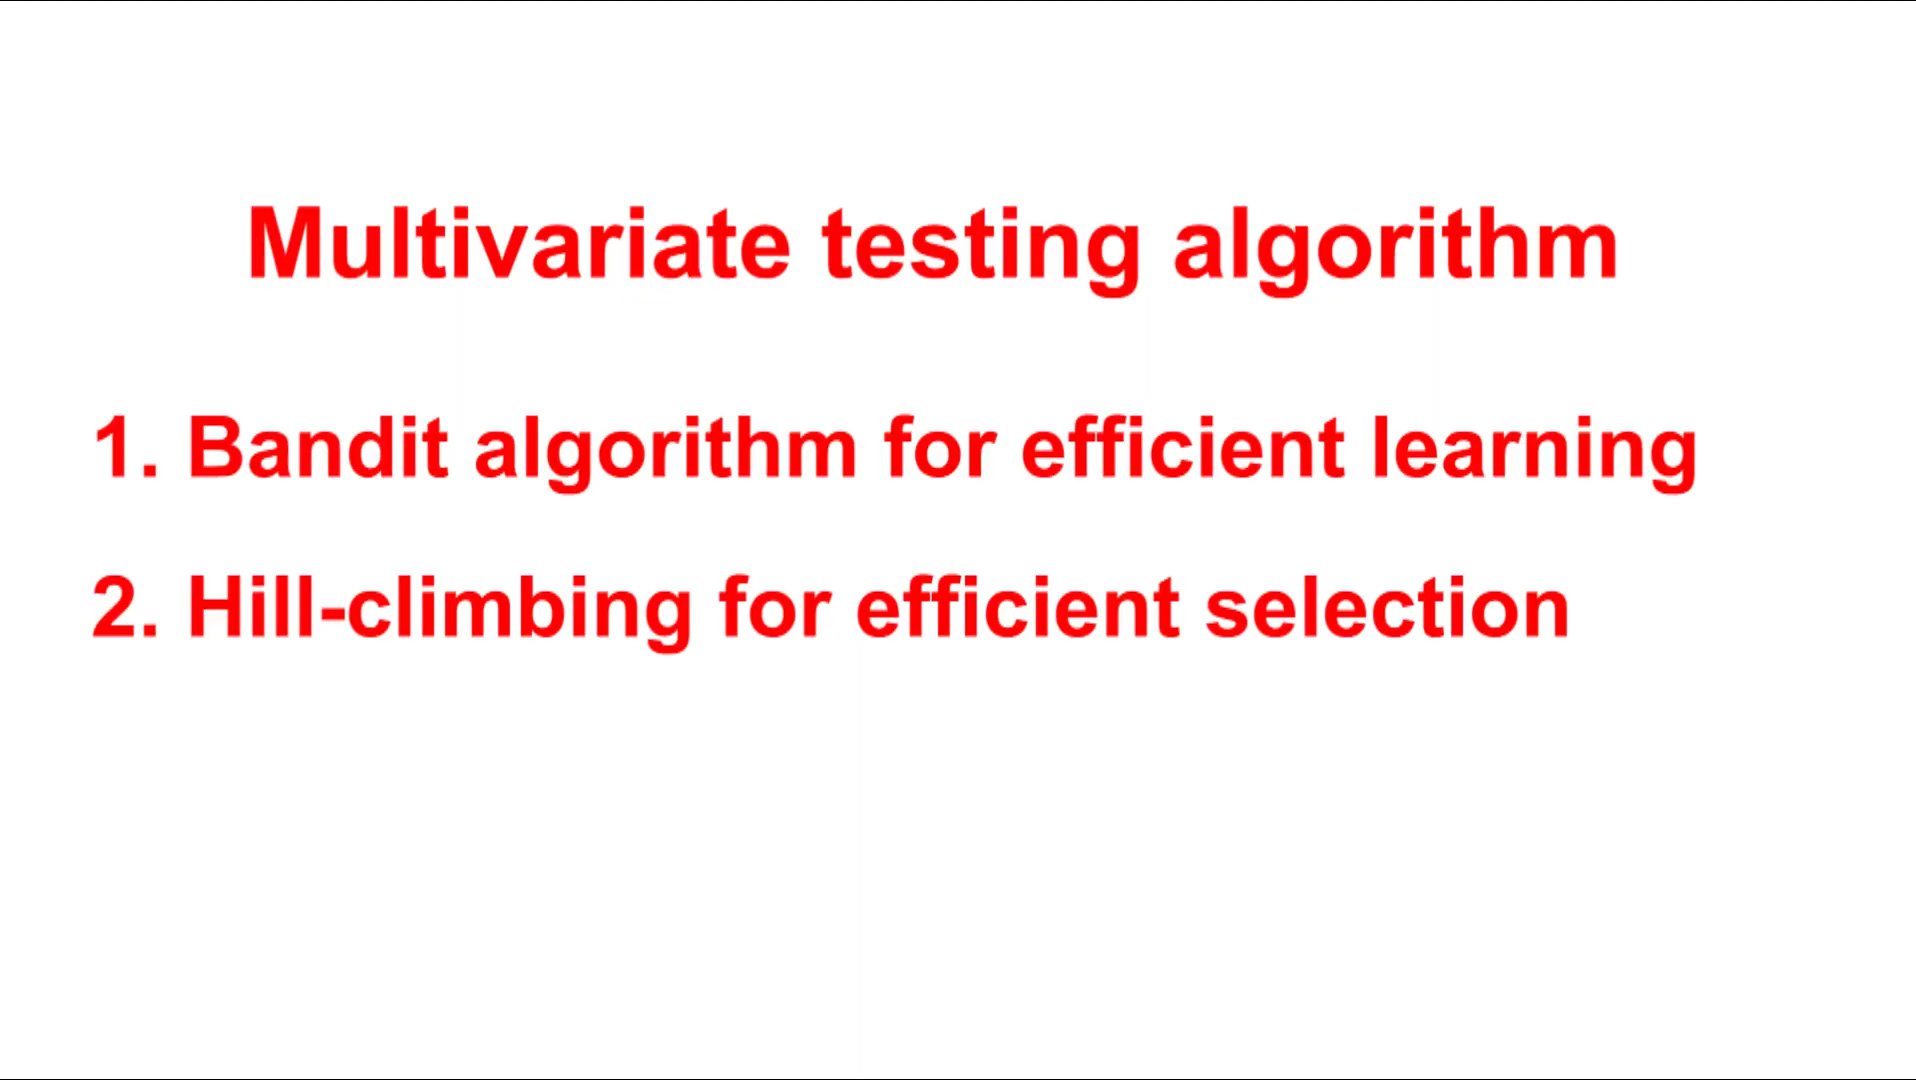 Multivariate testing algorithm
1. Bandit algorithm for efficient learning
2. Hill-climbing for efficient selection